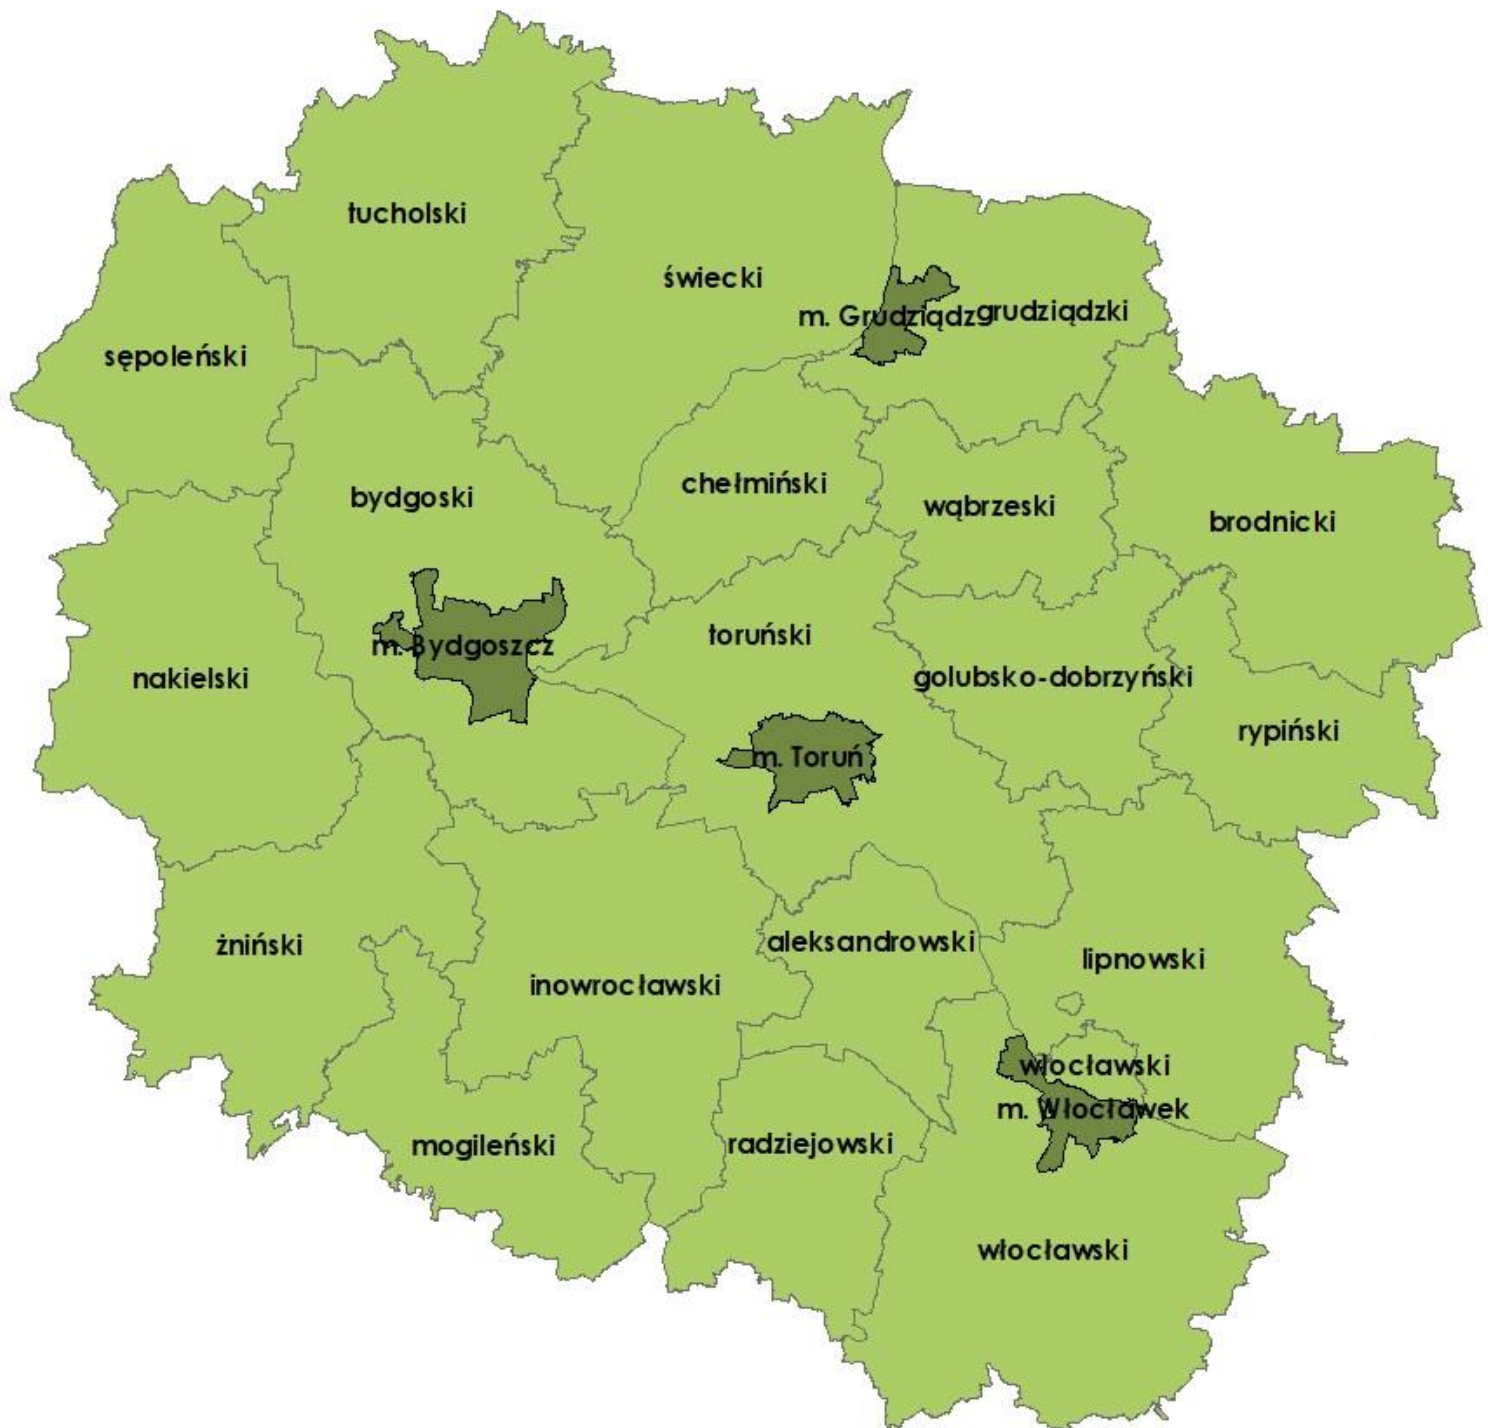 tucholski
świecki
m. Grudziądz
grudziądzki
sępoleński
chełmiński
bydgoski
wąbrzeski
brodnicki
toruński
m. Bydgoszcz
nakielski
golubsko-dobrzyński
rypiński
m. Toruń
żniński
aleksandrowski
lipnowski
inowrocławski
włocławski
m. Włocławek
mogileński
radziejowski
włocławski